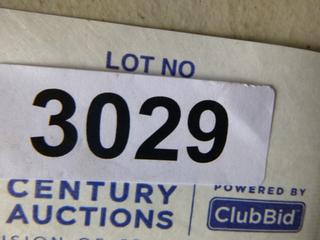 LOT NO
3029
CENTURY
AUCTIONS
POWERED BY
ClubBid